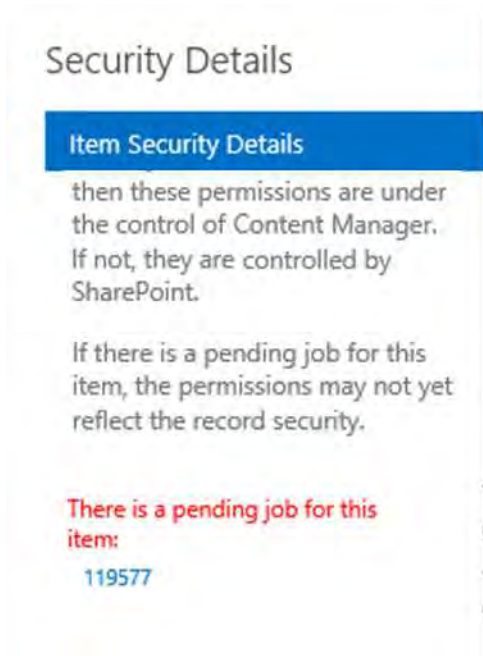 Security Details
Item Security Details
then these permissions are under
the control of Content Manager.
If not, they are controlled by
SharePoint.
If there is a pending job for this
item, the permissions may not yet
reflect the record security.
There is a pending job for this
item:
119577